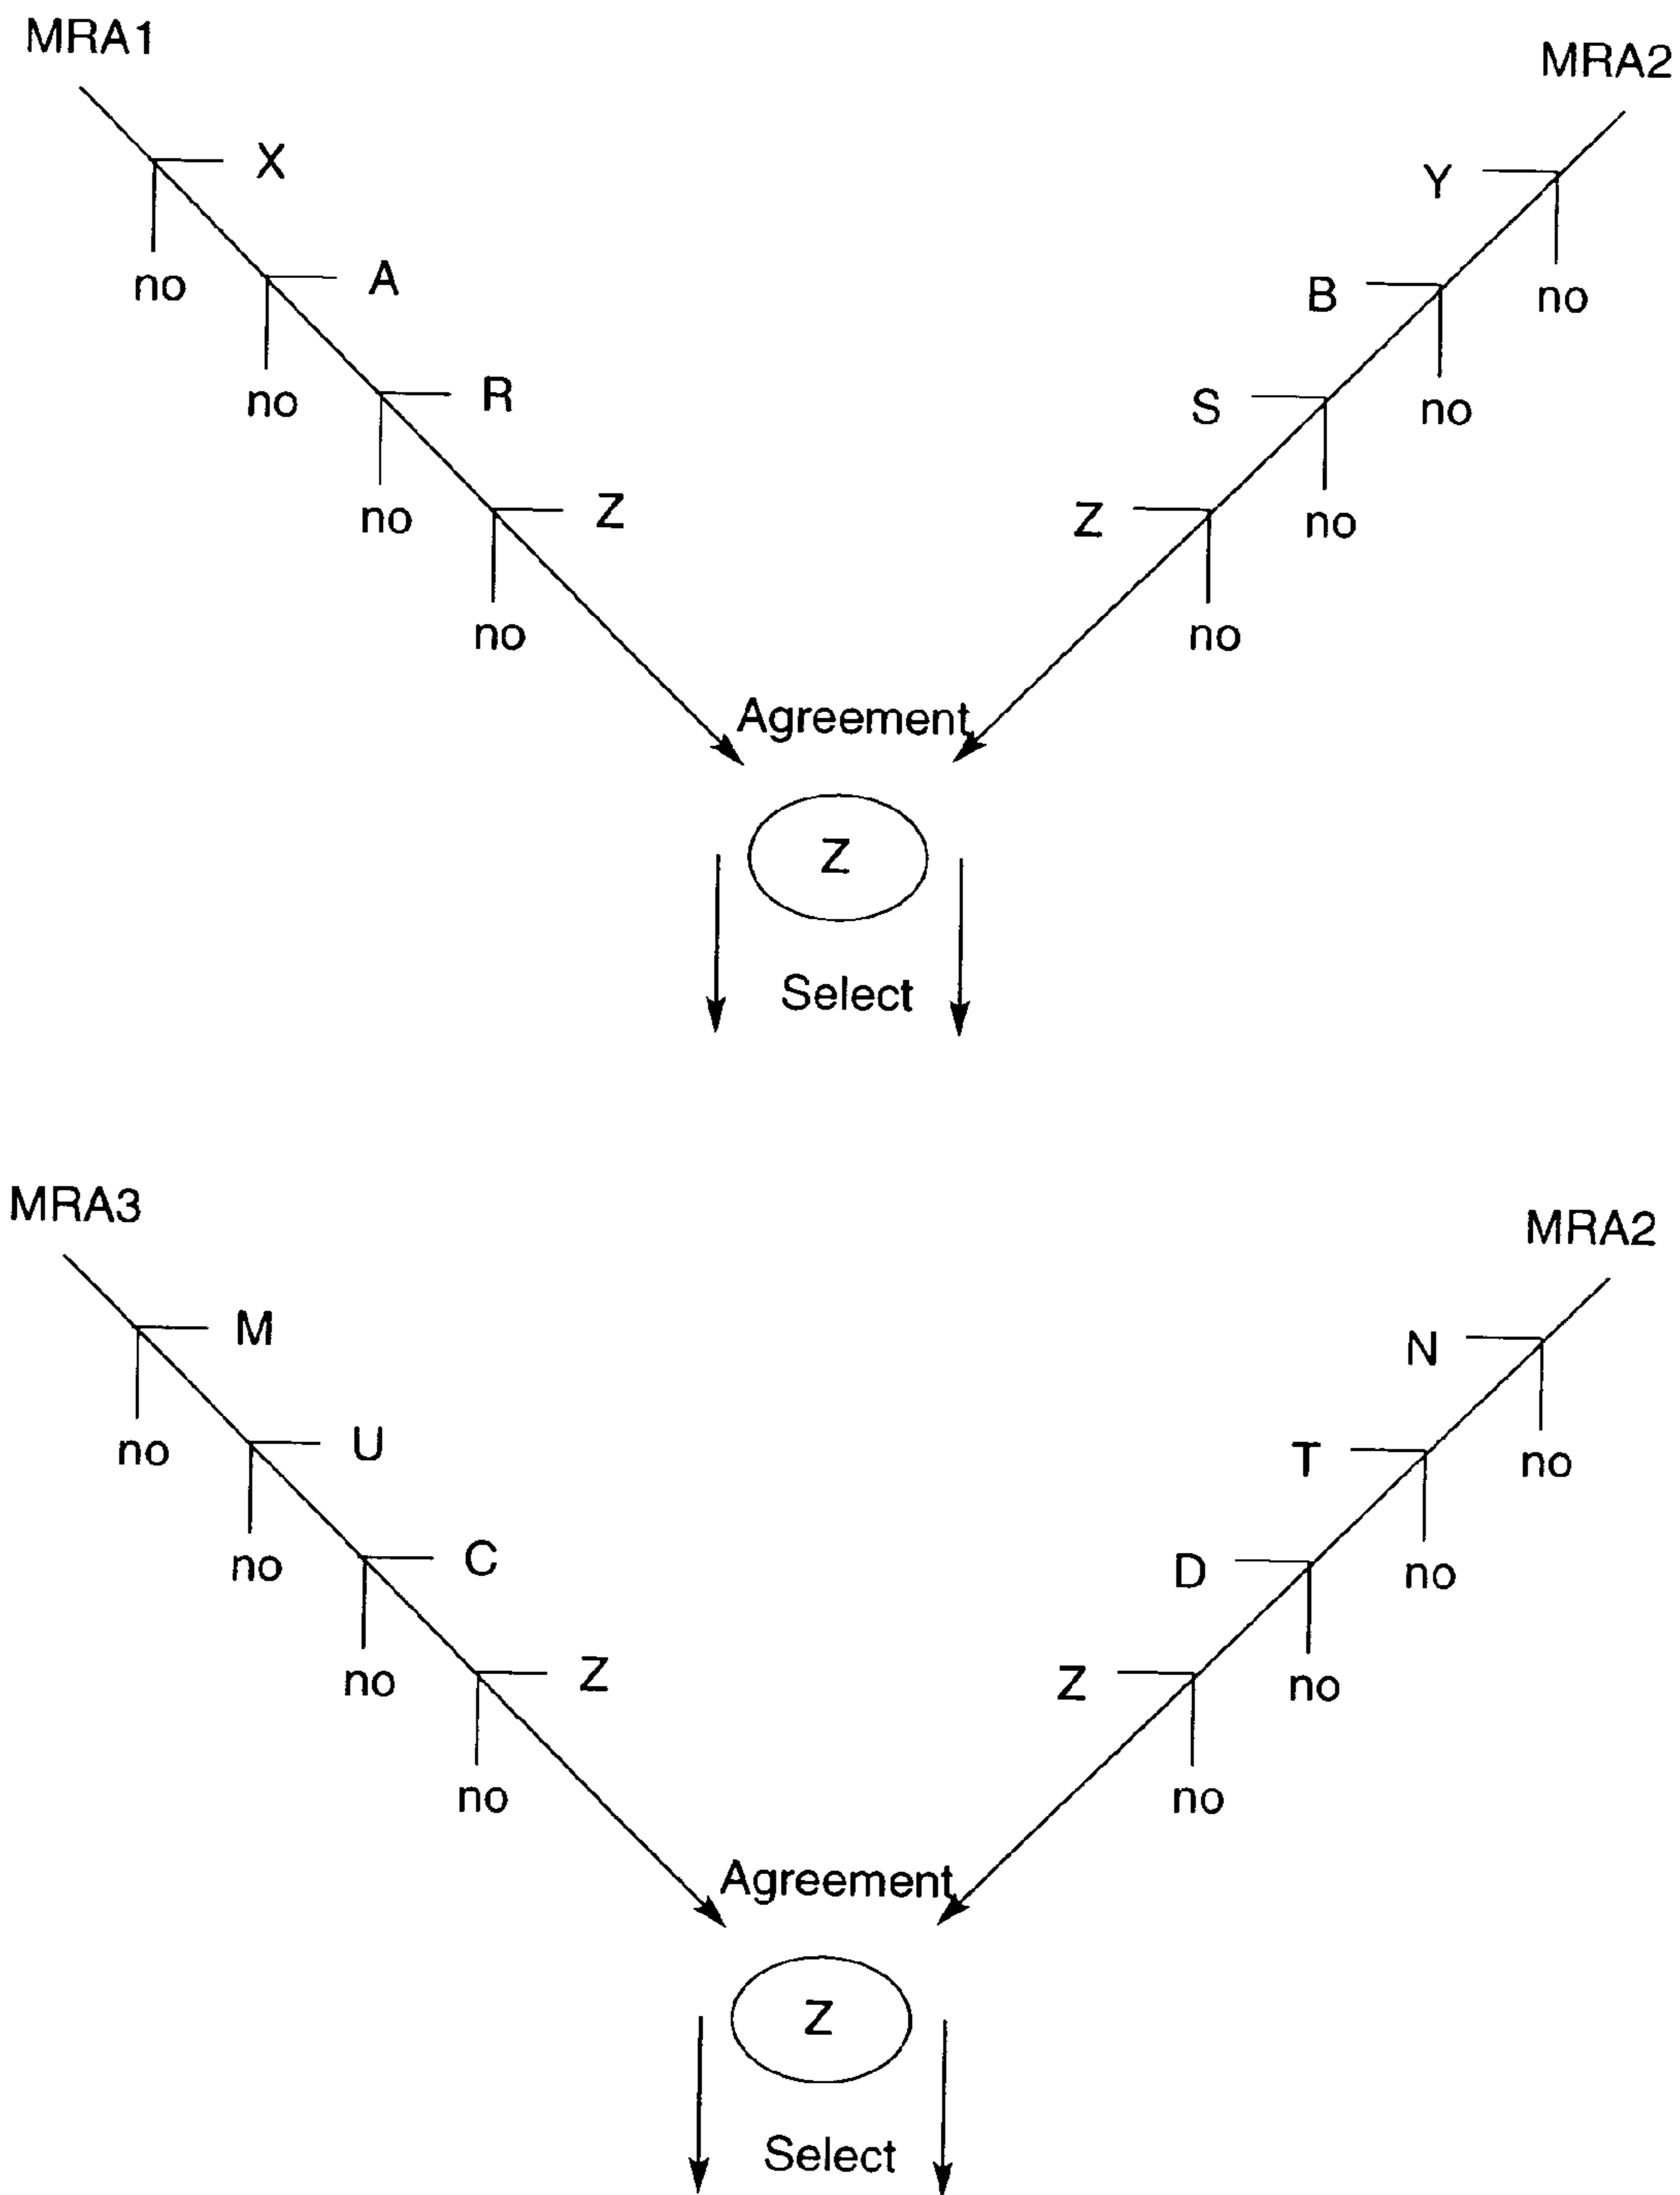 MRA1
MRA2
X
Y
no
no
A
B
no
no
R
S
no
no
Z
Z
no
no
Agreement
Z
Select
MRA3
MRA2
M
N
no
no
U
T
no
no
C
D
no
no
Z
Z
no
no
Agreement
Z
Select